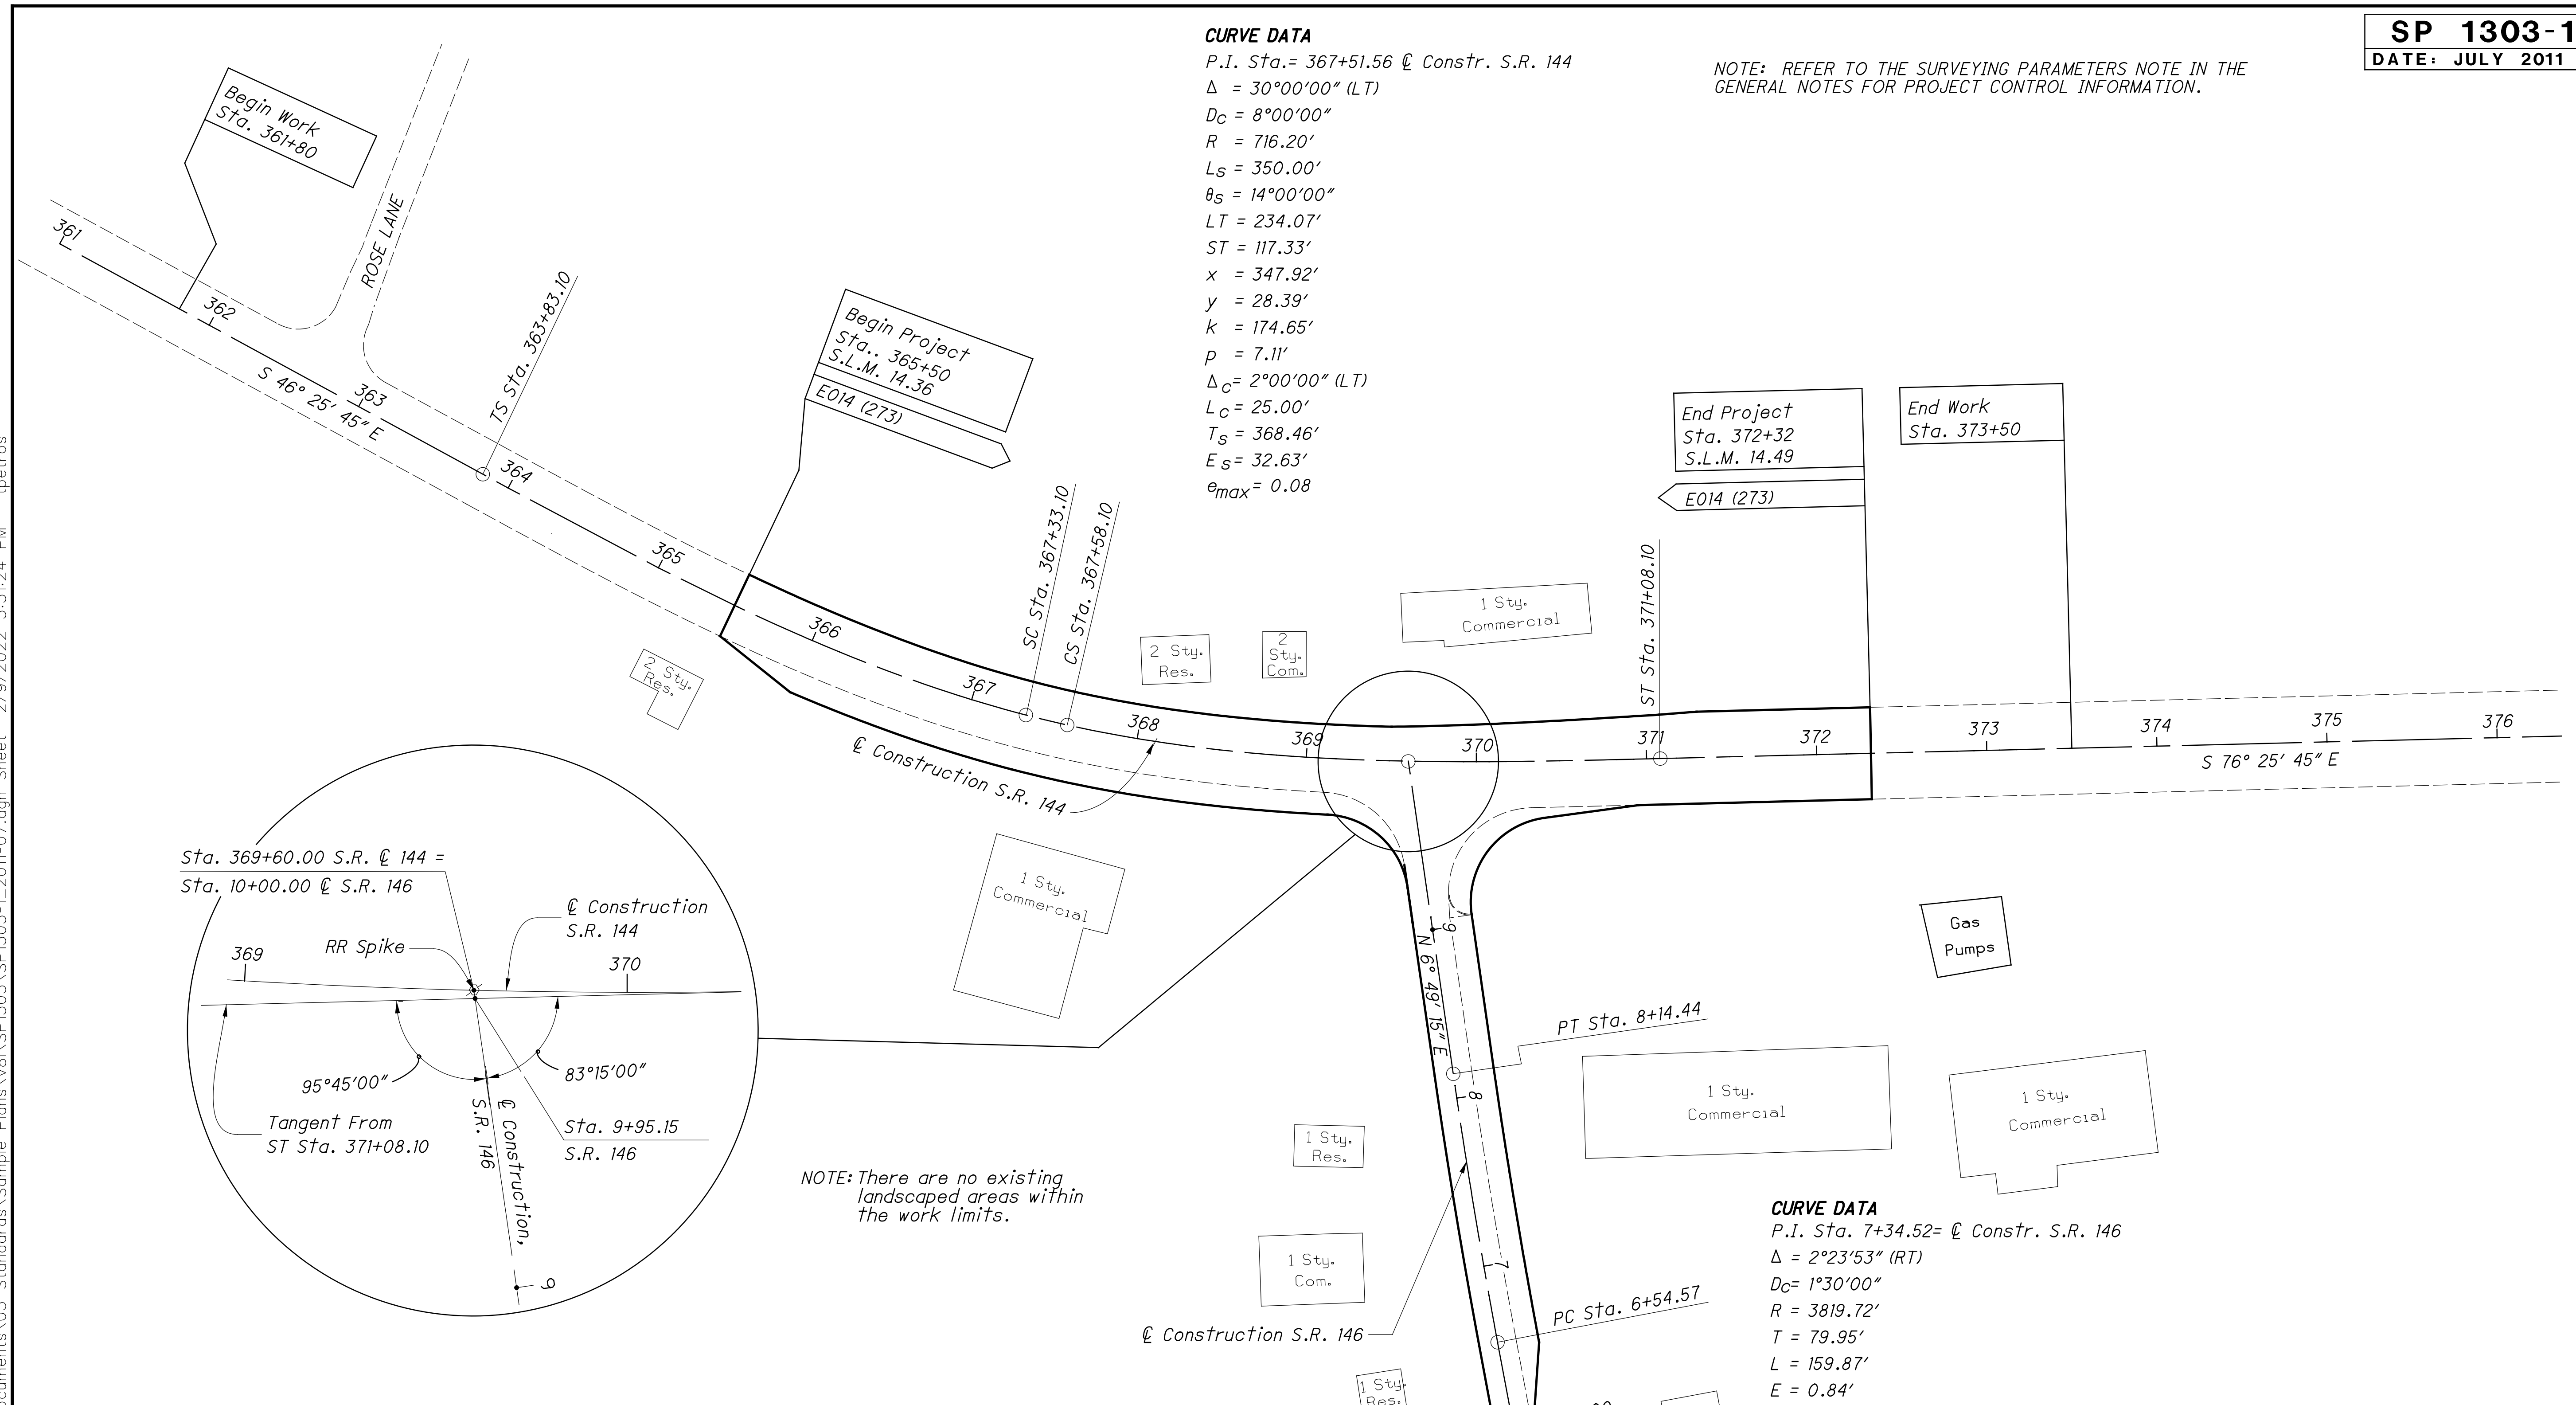 SP 1303-1
DATE: JULY 2011
NOTE: REFER TO THE SURVEYING PARAMETERS NOTE IN THE
GENERAL NOTES FOR PROJECT CONTROL INFORMATION.
CURVE DATA
P.I. Sta.= 367+51.56 ℄ Constr. S.R. 144
Δ = 30°00'00" (LT)
Dc = 8°00'00"
R = 716.20'
Ls = 350.00'
θs = 14°00'00"
LT = 234.07'
ST = 117.33'
x = 347.92'
y = 28.39'
k = 174.65'
p = 7.11'
Δc= 2°00'00" (LT)
Lc = 25.00'
Ts = 368.46'
Es= 32.63'
emax= 0.08
Begin Work
Sta. 361+80
ROSE LANE
361
362
363
S 46° 25' 45" E
TS Sta. 363+83.10
364
365
Begin Project
Sta.. 365+50
S.L.M. 14.36
E014 (273)
366
367
SC Sta. 367+33.10
CS Sta. 367+58.10
368
369
370
371
372
373
374
375
376
ST Sta. 371+08.10
End Project
Sta. 372+32
S.L.M. 14.49
E014 (273)
End Work
Sta. 373+50
S 76° 25' 45" E
2 Sty.
Res.
2 Sty.
Res.
2
Sty.
Com.
1 Sty.
Commercial
℄ Construction S.R. 144
1 Sty.
Commercial
Gas
Pumps
9
N 6° 49' 15" E
PT Sta. 8+14.44
8
1 Sty.
Commercial
1 Sty.
Commercial
1 Sty.
Res.
1 Sty.
Com.
7
PC Sta. 6+54.57
℄ Construction S.R. 146
1 Sty.
Res.
Sta. 369+60.00 S.R. ℄ 144 =
Sta. 10+00.00 ℄ S.R. 146
℄ Construction
S.R. 144
RR Spike
369
370
95°45'00"
83°15'00"
Tangent From
ST Sta. 371+08.10
Sta. 9+95.15
S.R. 146
℄ Construction,
S.R. 146
9
NOTE: There are no existing
landscaped areas within
the work limits.
CURVE DATA
P.I. Sta. 7+34.52= ℄ Constr. S.R. 146
Δ = 2°23'53" (RT)
Dc= 1°30'00"
R = 3819.72'
T = 79.95'
L = 159.87'
E = 0.84'